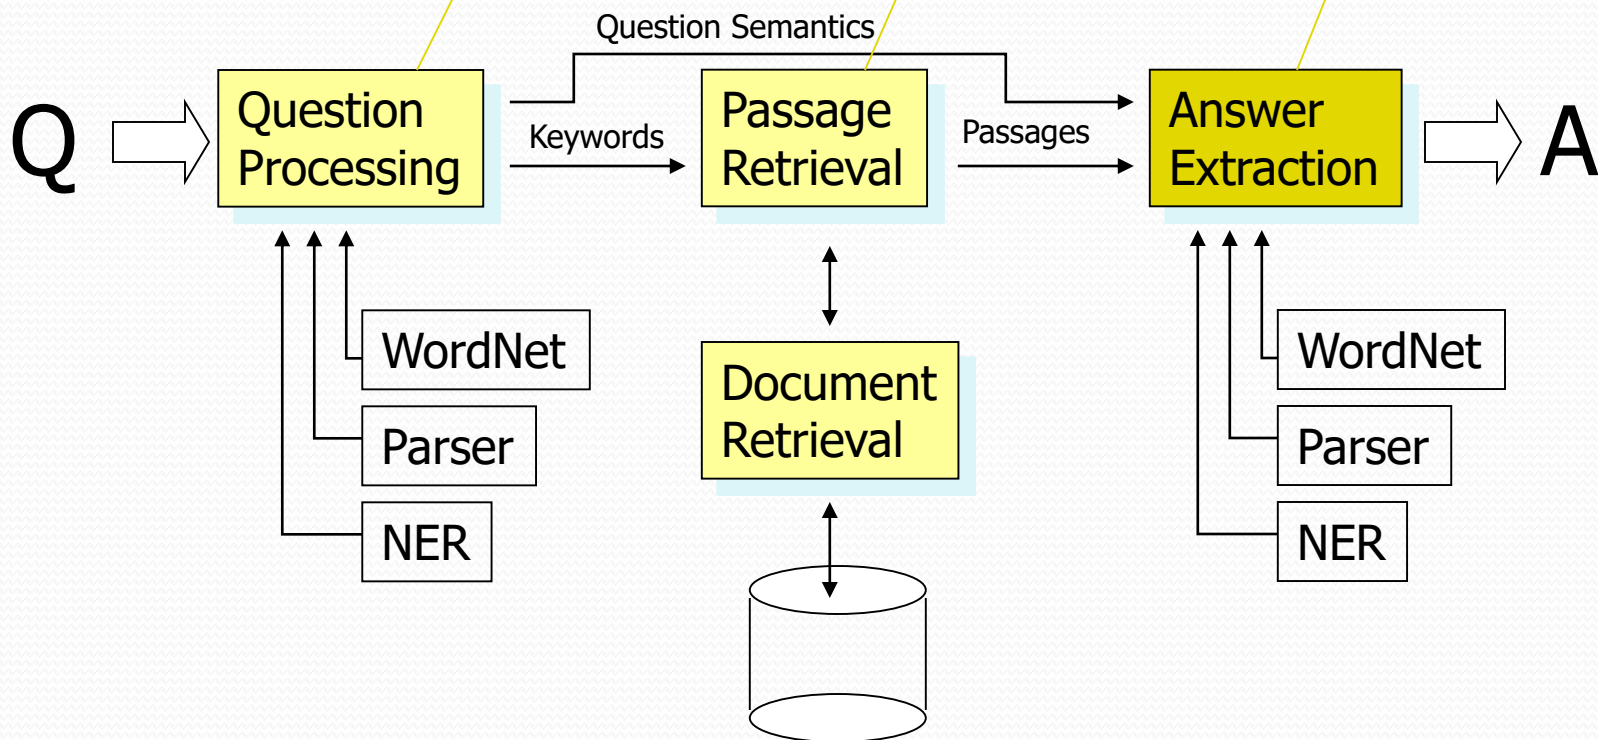 Question Semantics
Q
Question
Processing
Keywords
Passage
Retrieval
Passages
Answer
Extraction
A
WordNet
Parser
NER
Document
Retrieval
WordNet
Parser
NER